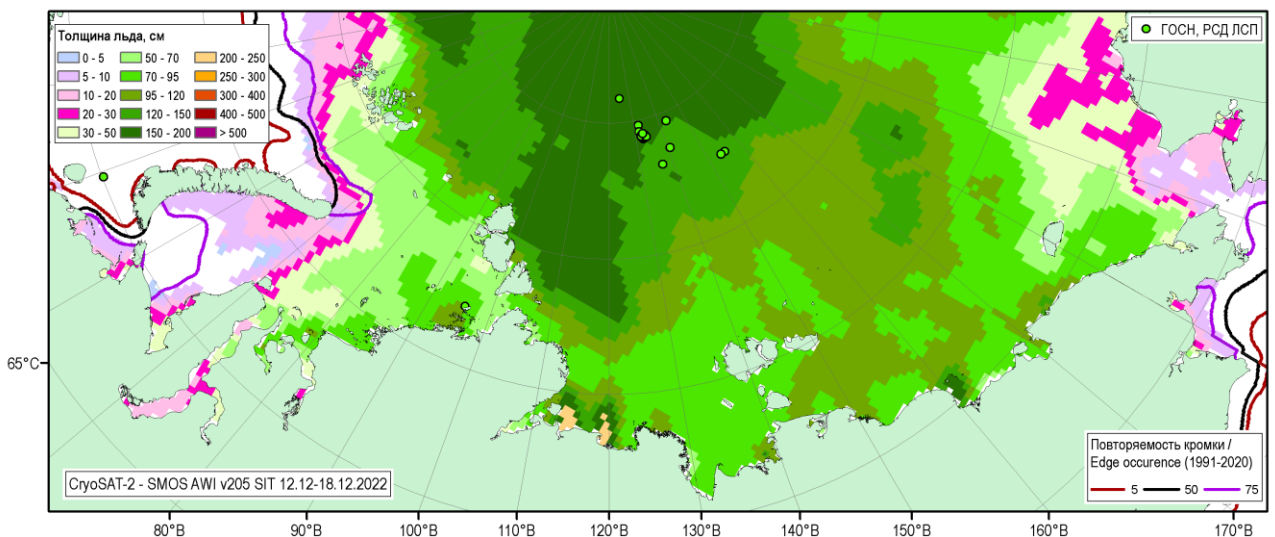 Толщина льда, см
0 - 5
50 - 70
200 - 250
5 - 10
70 - 95
250 - 300
10 - 20
95 - 120
300 - 400
20 - 30
120 - 150
400 - 500
30 - 50
150 - 200
> 500
ГОСН, РСД ЛСП
65°С
CryoSAT-2 - SMOS AWI v205 SIT 12.12-18.12.2022
Повторяемость кромки /
Edge occurence (1991-2020)
5 50 75
80°В 90°В 100°В 110°В 120°В 130°В 140°В 150°В 160°В 170°В